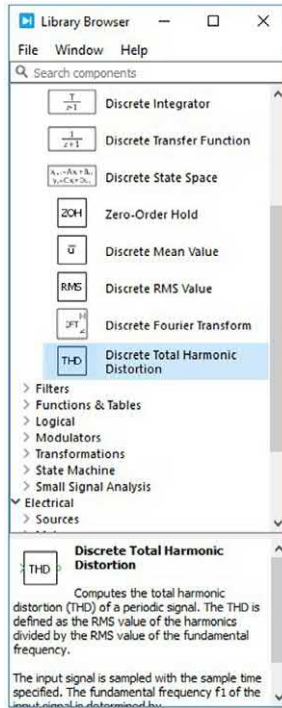 Library Browser
File Window Help
Search components
Discrete Integrator
Discrete Transfer Function
Discrete State Space
ZOH Zero-Order Hold
ū Discrete Mean Value
RMS Discrete RMS Value
Discrete Fourier Transform
THD Discrete Total Harmonic
Distortion
Filters
Functions & Tables
Logical
Modulators
Transformations
State Machine
Small Signal Analysis
Electrical
Sources
THD
Discrete Total Harmonic
Distortion
Computes the total harmonic
distortion (THD) of a periodic signal. The THD is
defined as the RMS value of the harmonics
divided by the RMS value of the fundamental
frequency.
The input signal is sampled with the sample time
specified. The fundamental frequency f1 of the
input signal is determined by